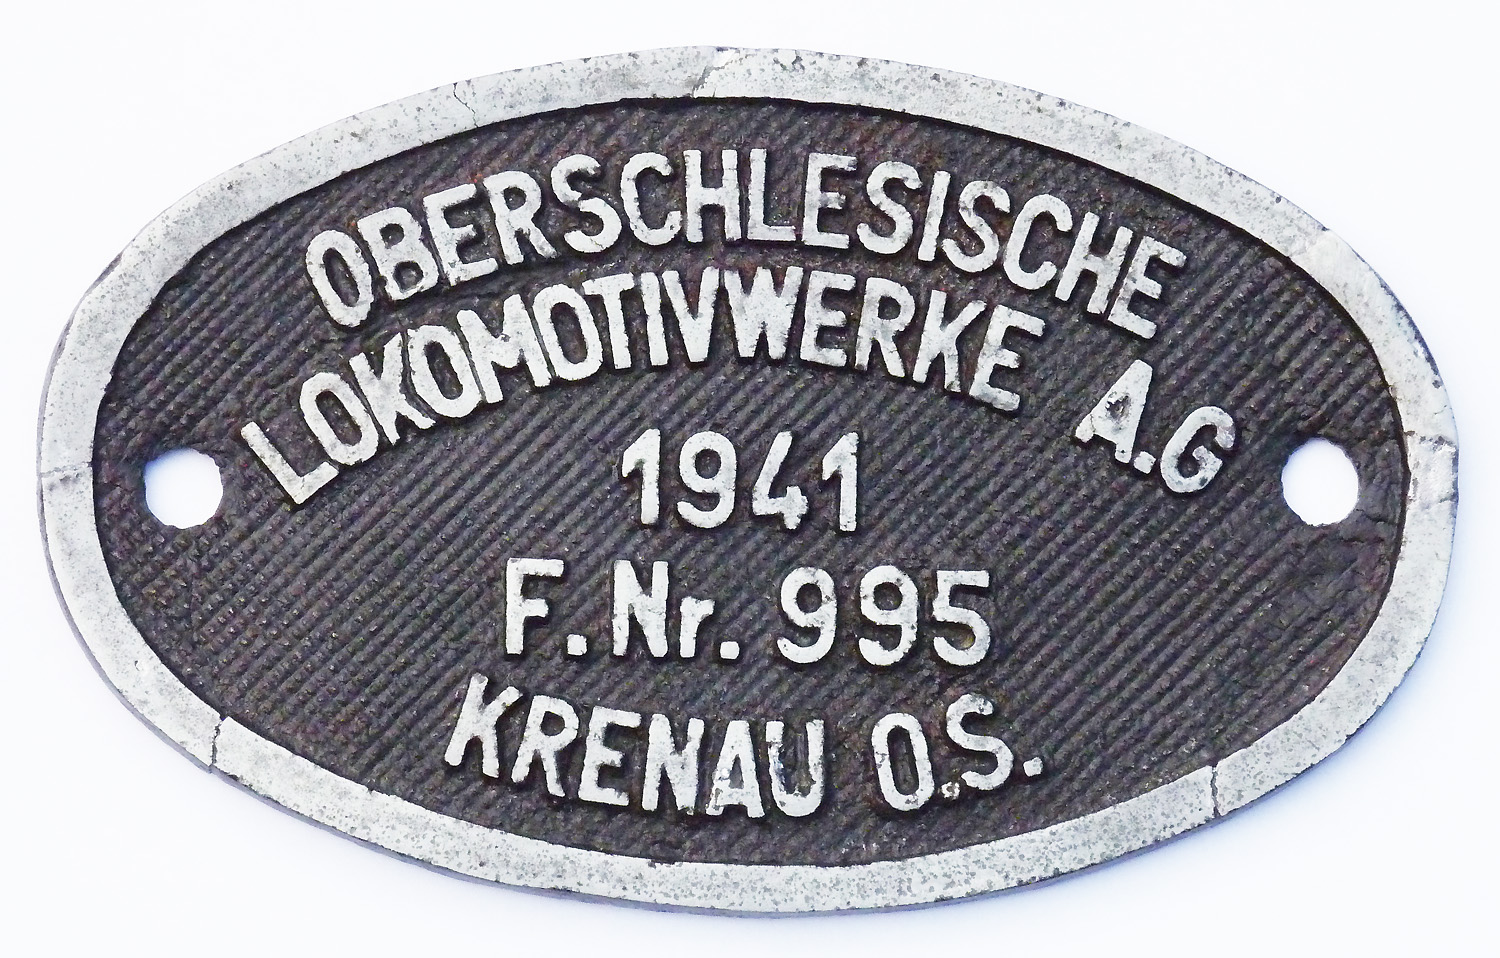 OBERSCHLESISCHE
LOKOMOTIVWERKE A.G
1941
F. Nr. 995
KRENAU O.S.